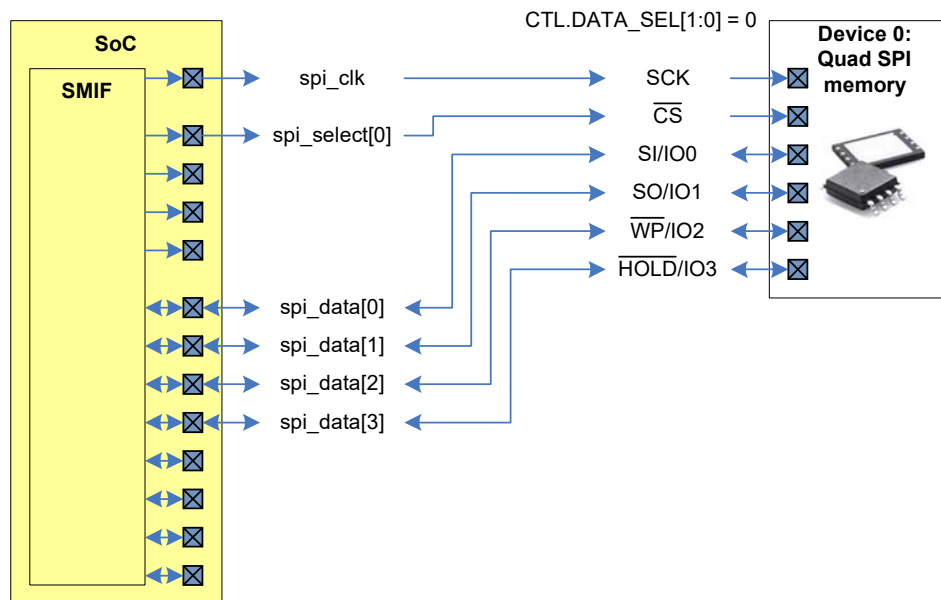 CTL.DATA_SEL[1:0] = 0
SoC
SMIF
Device 0:
Quad SPI
memory
spi_clk
SCK
spi_select[0]
CS
SI/IO0
SO/IO1
WP/IO2
HOLD/IO3
spi_data[0]
spi_data[1]
spi_data[2]
spi_data[3]